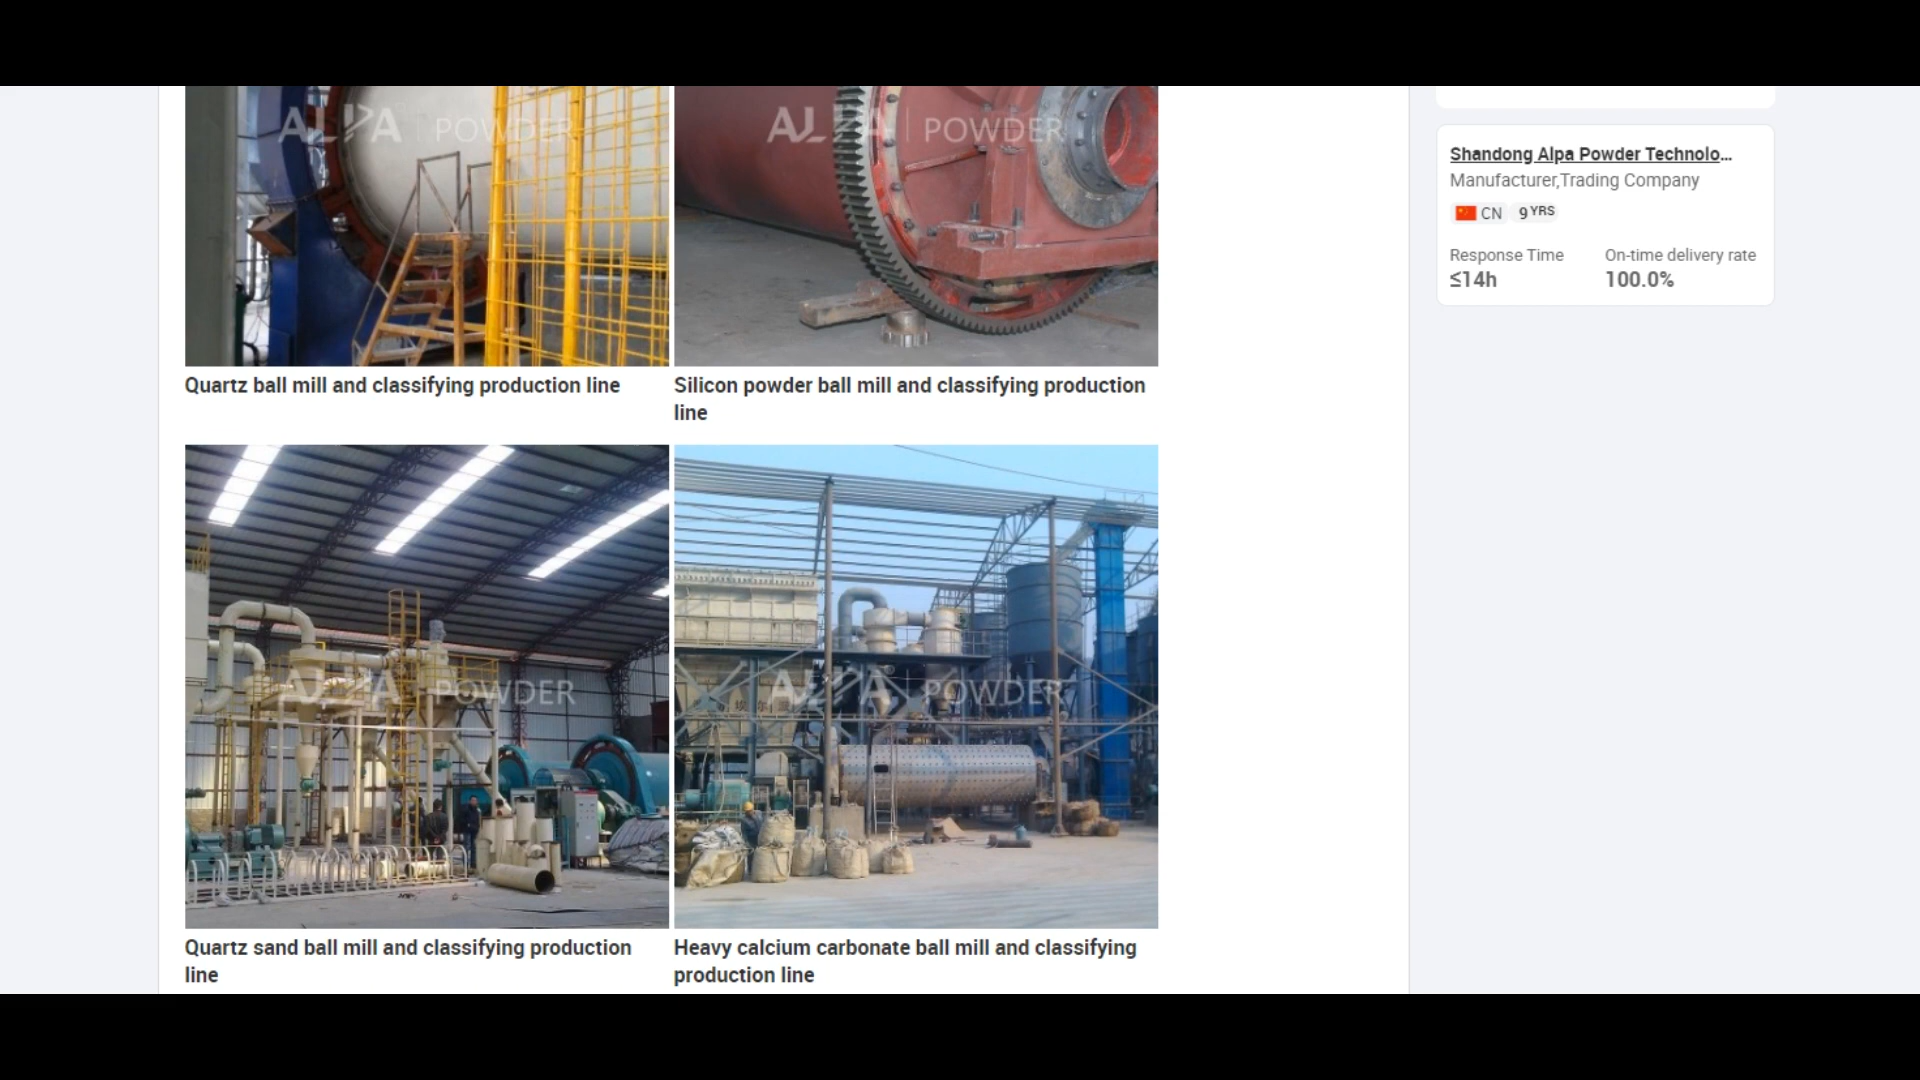 ALPA | POWDER
ALPA | POWDER
Shandong Alpa Powder Technolo...
Manufacturer,Trading Company
CN 9 YRS
Response Time On-time delivery rate
≤14h 100.0%
Quartz ball mill and classifying production line
Silicon powder ball mill and classifying production
line
ALPA | POWDER
ALPA | POWDER
Quartz sand ball mill and classifying production
line
Heavy calcium carbonate ball mill and classifying
production line